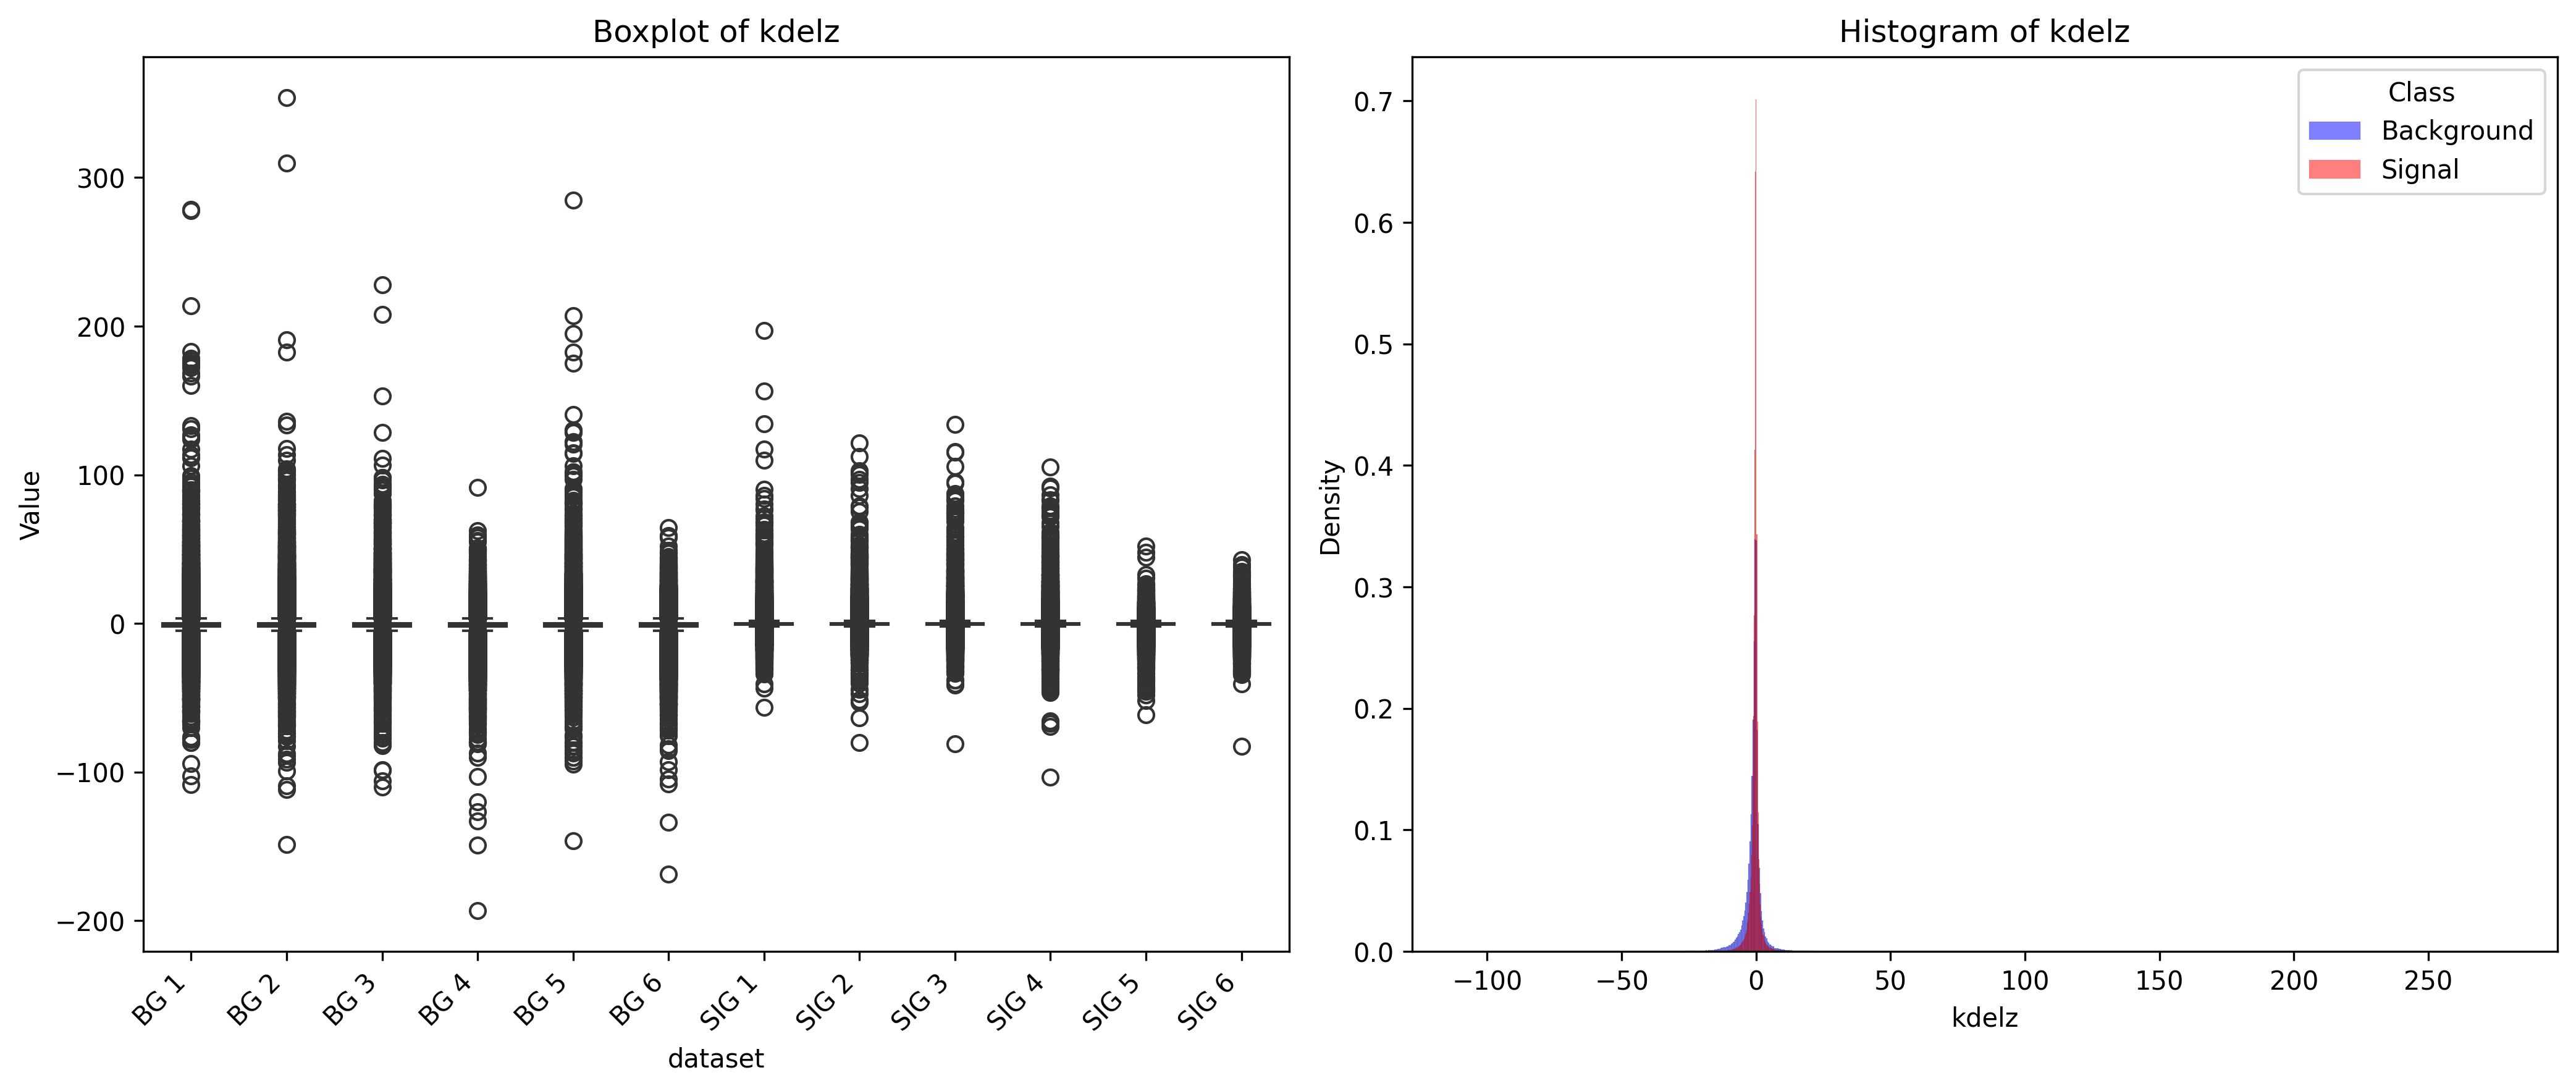 Boxplot of kdelz
Value
300
200
100
0
−100
−200
BG 1
BG 2
BG 3
BG 4
BG 5
BG 6
SIG 1
SIG 2
SIG 3
SIG 4
SIG 5
SIG 6
dataset
Histogram of kdelz
Density
0.7
0.6
0.5
0.4
0.3
0.2
0.1
0.0
−100
−50
0
50
100
150
200
250
kdelz
Class
Background
Signal